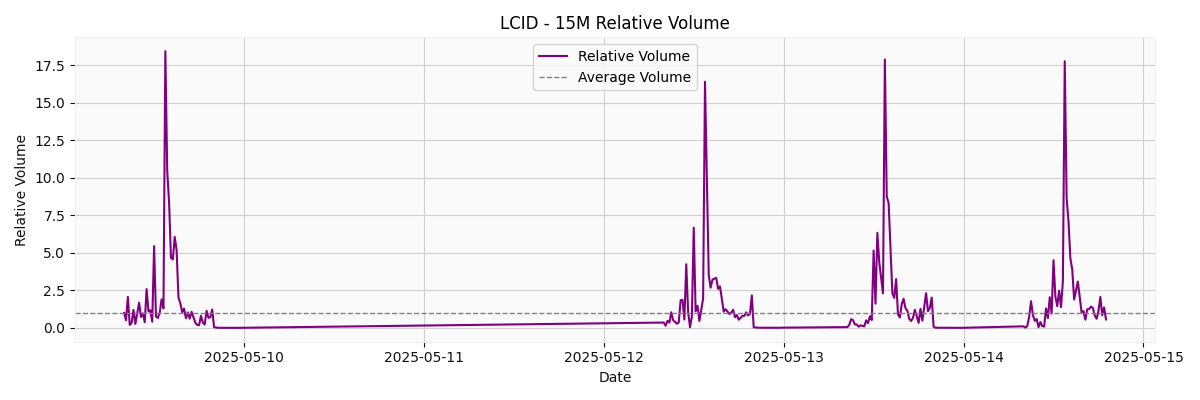 LCID - 15M Relative Volume
Relative Volume
Average Volume
Relative Volume
17.5
15.0
12.5
10.0
7.5
5.0
2.5
0.0
2025-05-10
2025-05-11
2025-05-12
2025-05-13
2025-05-14
2025-05-15
Date